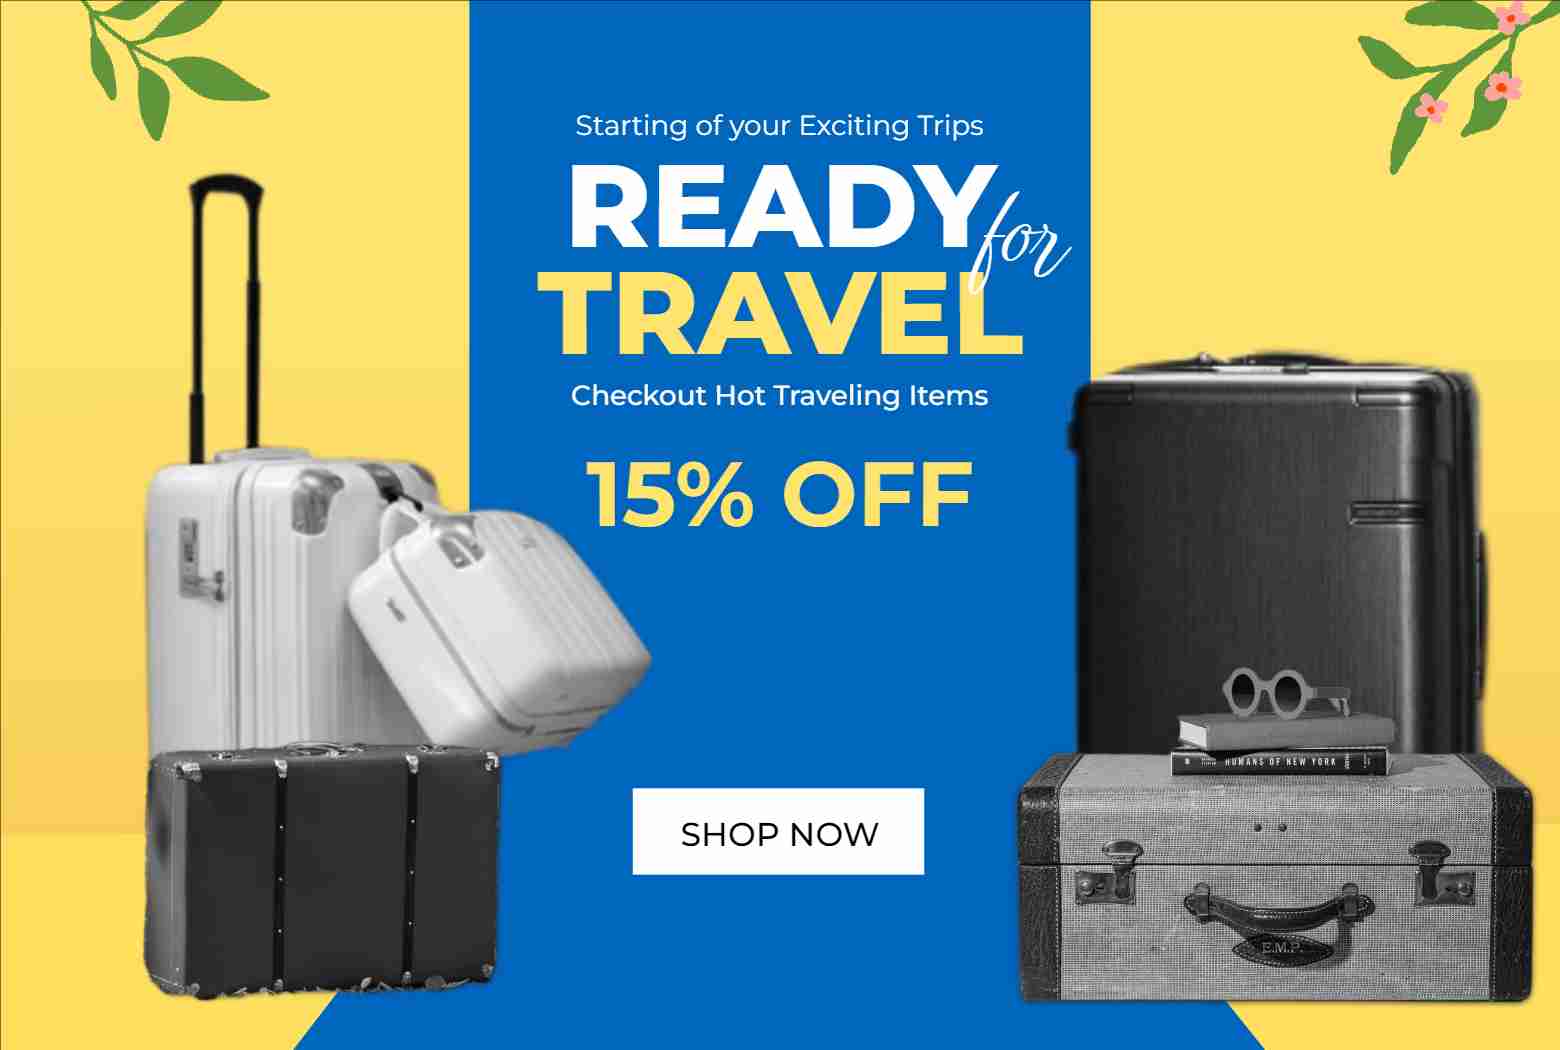 Starting of your Exciting Trips
READY for
TRAVEL
Checkout Hot Traveling Items
15% OFF
HUMANS OF NEW YORK
SHOP NOW
E.M.P.